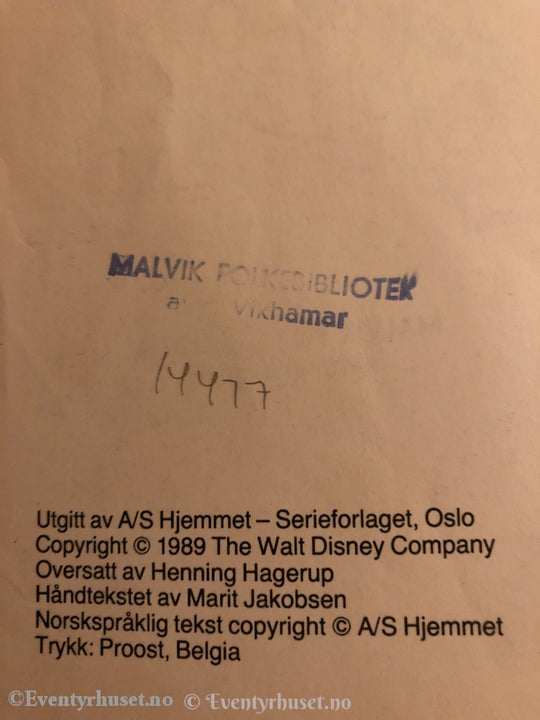 MALVIK FOLKEBIBLIOTEK
Vikhamar
14477
Utgitt av A/S Hjemmet – Serieforlaget, Oslo
Copyright © 1989 The Walt Disney Company
Oversatt av Henning Hagerup
Håndtekstet av Marit Jakobsen
Norskspråklig tekst copyright © A/S Hjemmet
Trykk: Proost, Belgia
©Eventyrhuset.no © Eventyrhuset.no